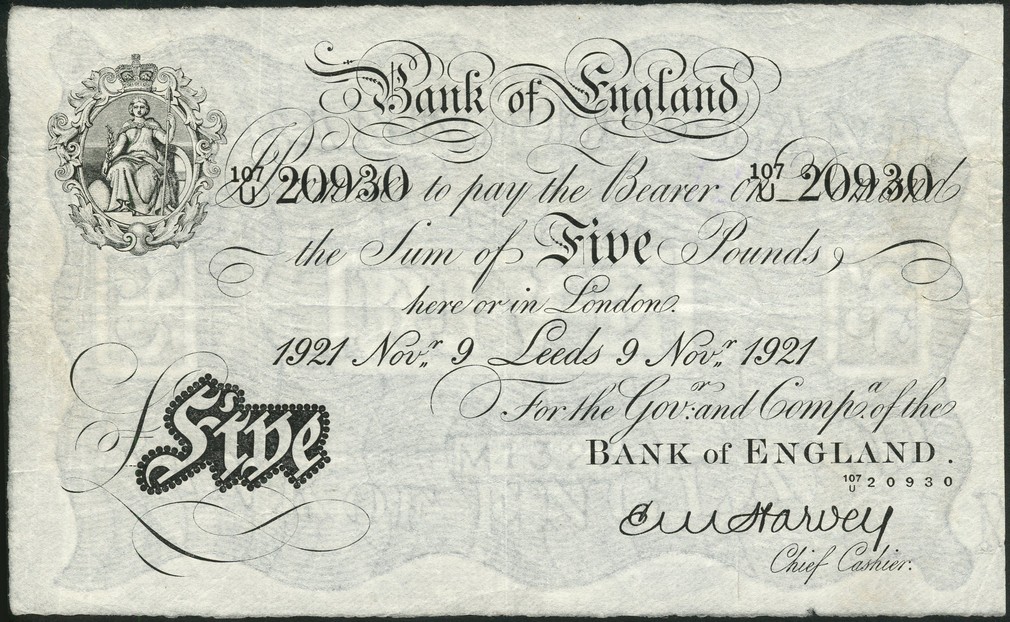 Bank of England
107/U 20930 I Promise to pay the Bearer on Demand 107/U 20930
the Sum of Five Pounds,
here or in London.
1921 Novr. 9 Leeds 9 Novr. 1921
For the Govr. and Compa. of the
BANK of ENGLAND.
107/U 20930
£Five
E M Harvey
Chief Cashier.